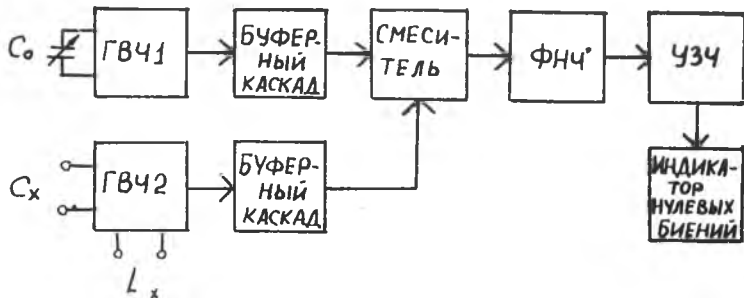 C₀
ГВЧ1
БУФЕР-
НЫЙ
КАСКАД
СМЕСИ-
ТЕЛЬ
ФНЧ
УЗЧ
Cₓ
ГВЧ2
БУФЕР-
НЫЙ
КАСКАД
ИНДИКА-
ТОР
НУЛЕВЫХ
БИЕНИЙ
Lₓ